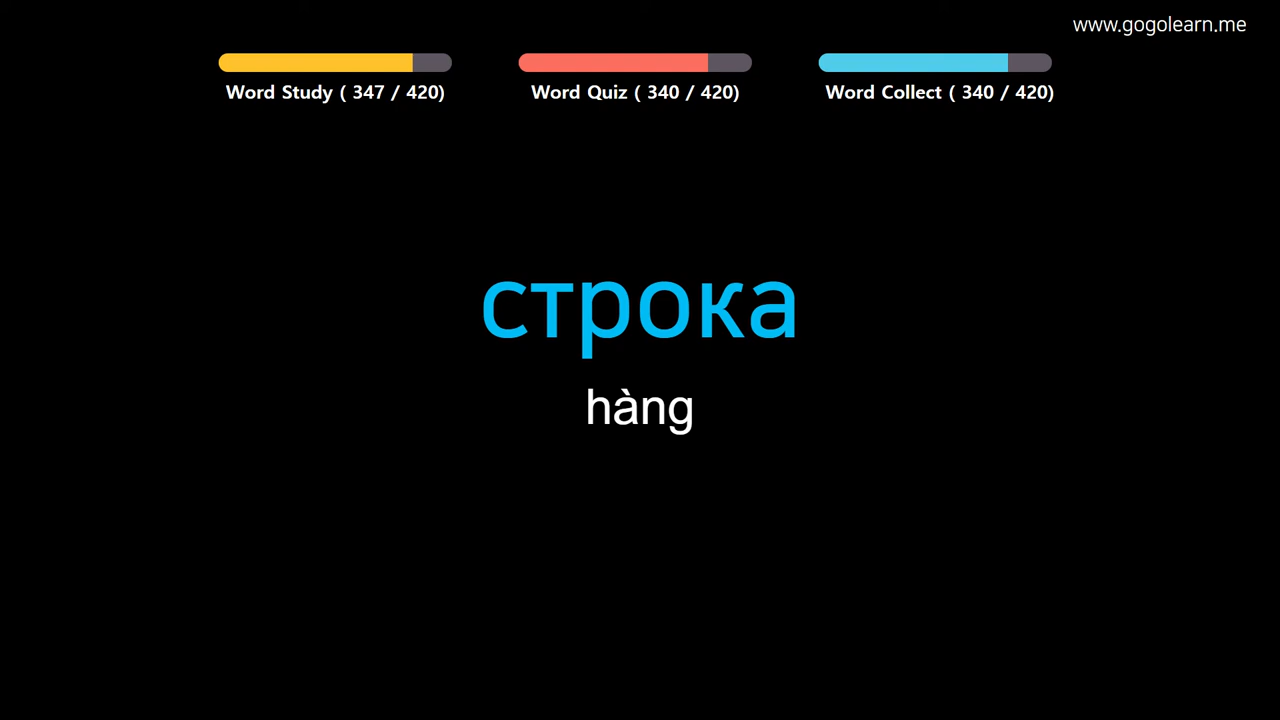 www.gogolearn.me
Word Study ( 347 / 420)
Word Quiz ( 340 / 420)
Word Collect ( 340 / 420)
строка
hàng